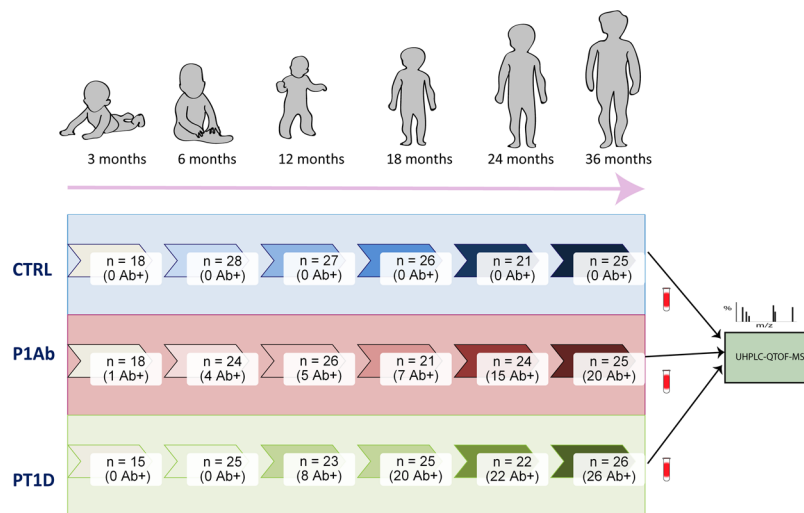 3 months
6 months
12 months
18 months
24 months
36 months
CTRL
n = 18
(0 Ab+)
n = 28
(0 Ab+)
n = 27
(0 Ab+)
n = 26
(0 Ab+)
n = 21
(0 Ab+)
n = 25
(0 Ab+)
P1Ab
n = 18
(1 Ab+)
n = 24
(4 Ab+)
n = 26
(5 Ab+)
n = 21
(7 Ab+)
n = 24
(15 Ab+)
n = 25
(20 Ab+)
PT1D
n = 15
(0 Ab+)
n = 25
(0 Ab+)
n = 23
(8 Ab+)
n = 25
(20 Ab+)
n = 22
(22 Ab+)
n = 26
(26 Ab+)
%
m/z
UHPLC-QTOF-MS